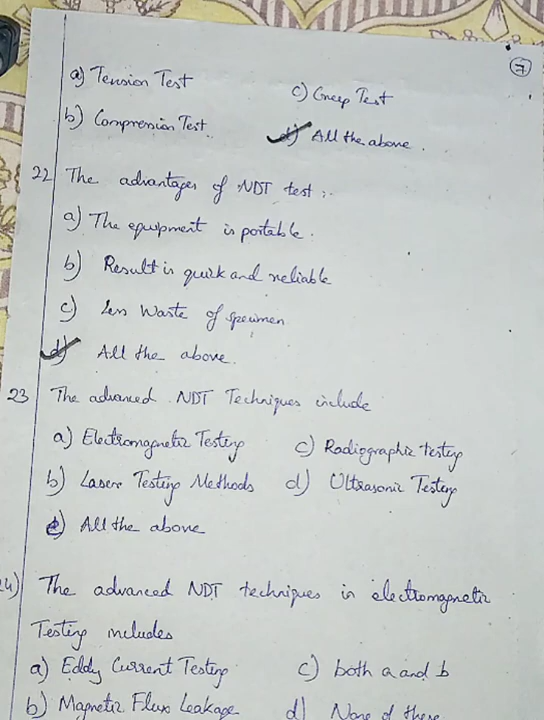 7
a) Tension Test c) Creep Test
b) Compression Test d) All the above.
22 The advantages of NDT test :-
a) The equipment is portable.
b) Result is quick and reliable
c) Less Waste of specimen
d) All the above.
23 The advanced NDT Techniques include
a) Electromagnetic Testing c) Radiographic testing
b) Lasers Testing Methods d) Ultrasonic Testing
e) All the above
24) The advanced NDT techniques in electromagnetic
Testing includes
a) Eddy Current Testing c) both a and b
b) Magnetic Flux Leakage d) None of these